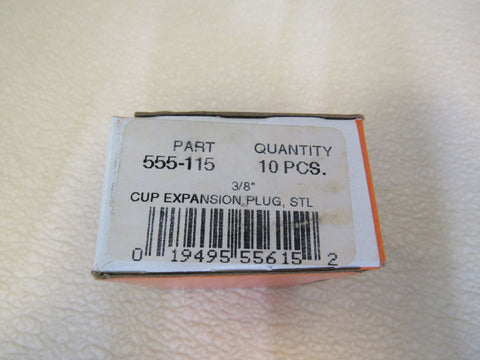 PART QUANTITY
555-115 10 PCS.
3/8"
CUP EXPANSION PLUG, STL
0 19495 55615 2